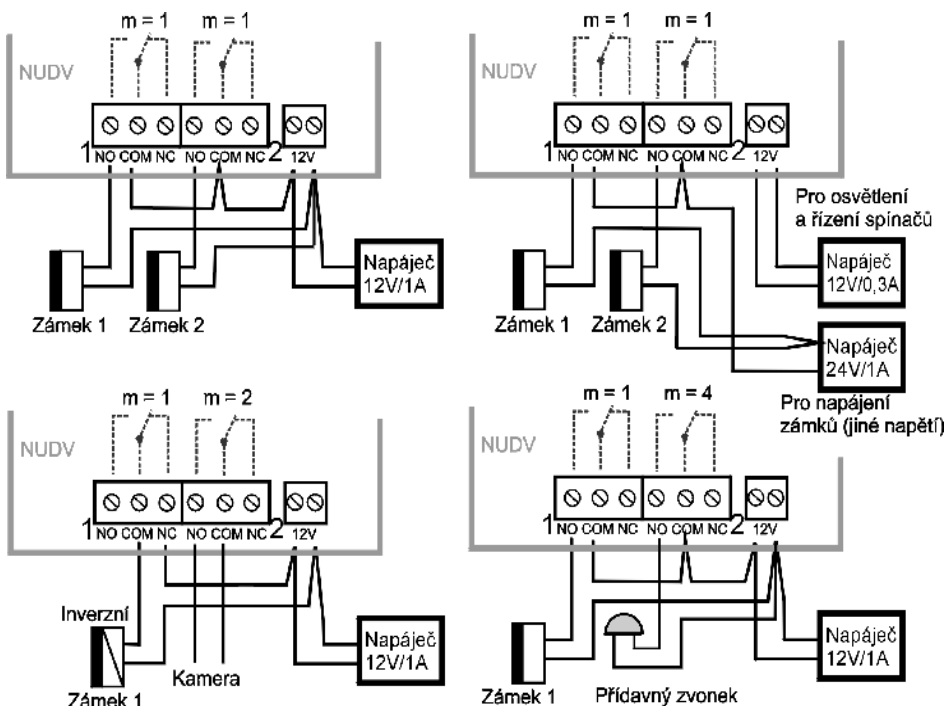 m = 1 m = 1
NUDV
1 NO COM NC NO COM NC 2 12V
Napáječ
12V/1A
Zámek 1 Zámek 2
m = 1 m = 1
NUDV
1 NO COM NC NO COM NC 2 12V
Pro osvětlení
a řízení spínačů
Napáječ
12V/0,3A
Zámek 1 Zámek 2
Napáječ
24V/1A
Pro napájení
zámků (jiné napětí)
m = 1 m = 2
NUDV
1 NO COM NC NO COM NC 2 12V
Inverzní
Napáječ
12V/1A
Kamera
Zámek 1
m = 1 m = 4
NUDV
1 NO COM NC NO COM NC 2 12V
Napáječ
12V/1A
Zámek 1 Přídavný zvonek